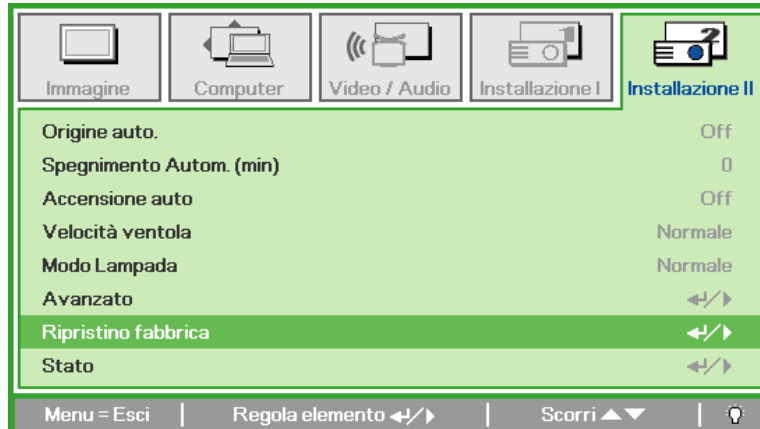 Immagine Computer Video / Audio Installazione I Installazione II
Origine auto. Off
Spegnimento Autom. (min) 0
Accensione auto Off
Velocità ventola Normale
Modo Lampada Normale
Avanzato
Ripristino fabbrica
Stato
Menu = Esci Regola elemento Scorri